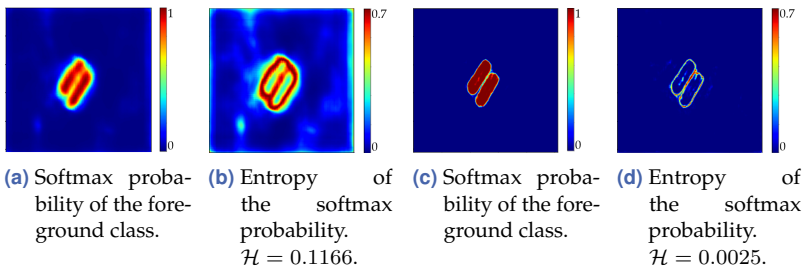 1
0
0.7
0
1
0
0.7
0
(a) Softmax proba-
bility of the fore-
ground class.
(b) Entropy of
the softmax
probability.
H = 0.1166.
(c) Softmax proba-
bility of the fore-
ground class.
(d) Entropy of
the softmax
probability.
H = 0.0025.